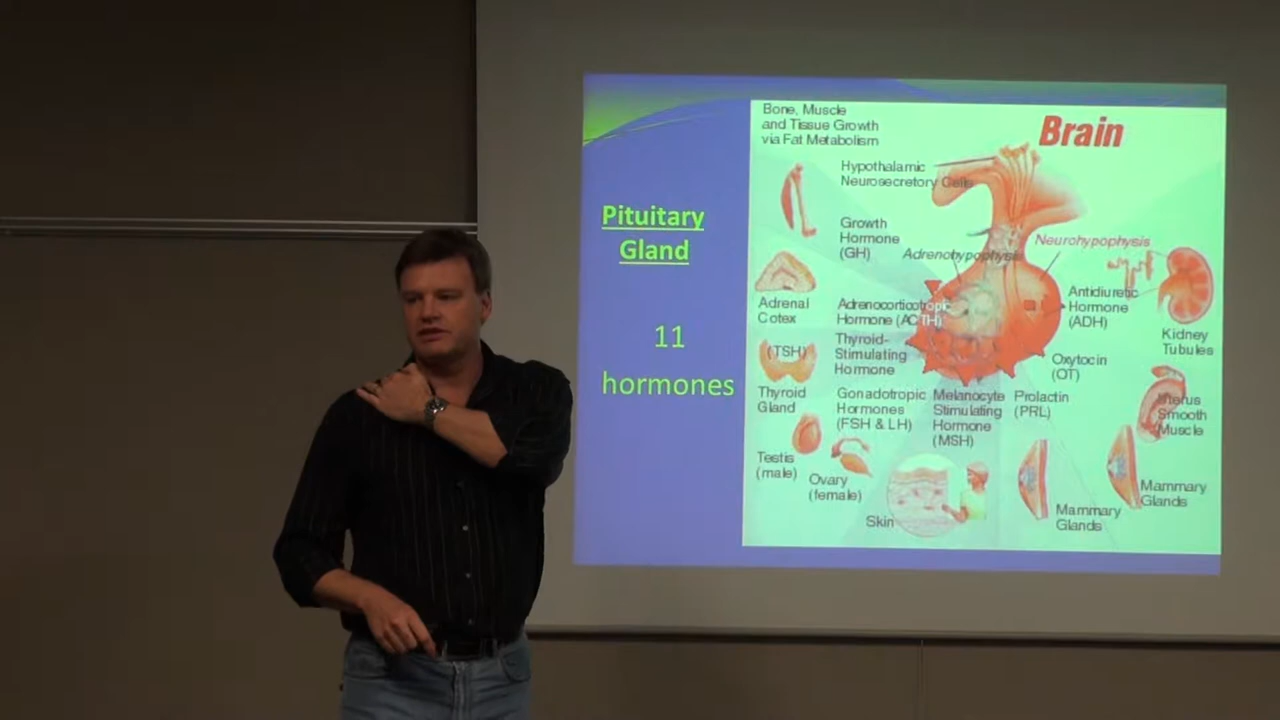 Pituitary
Gland
11
hormones
Bone, Muscle
and Tissue Growth
via Fat Metabolism
Brain
Hypothalamic
Neurosecretory Cells
Growth
Hormone
(GH)
Adrenohypophysis
Neurohypophysis
Adrenal
Cotex
Adrenocorticotropic
Hormone (ACTH)
Antidiuretic
Hormone
(ADH)
Kidney
Tubules
(TSH)
Thyroid-
Stimulating
Hormone
Oxytocin
(OT)
Thyroid
Gland
Gonadotropic
Hormones
(FSH & LH)
Melanocyte
Stimulating
Hormone
(MSH)
Prolactin
(PRL)
Uterus
Smooth
Muscle
Testis
(male)
Ovary
(female)
Skin
Mammary
Glands
Mammary
Glands